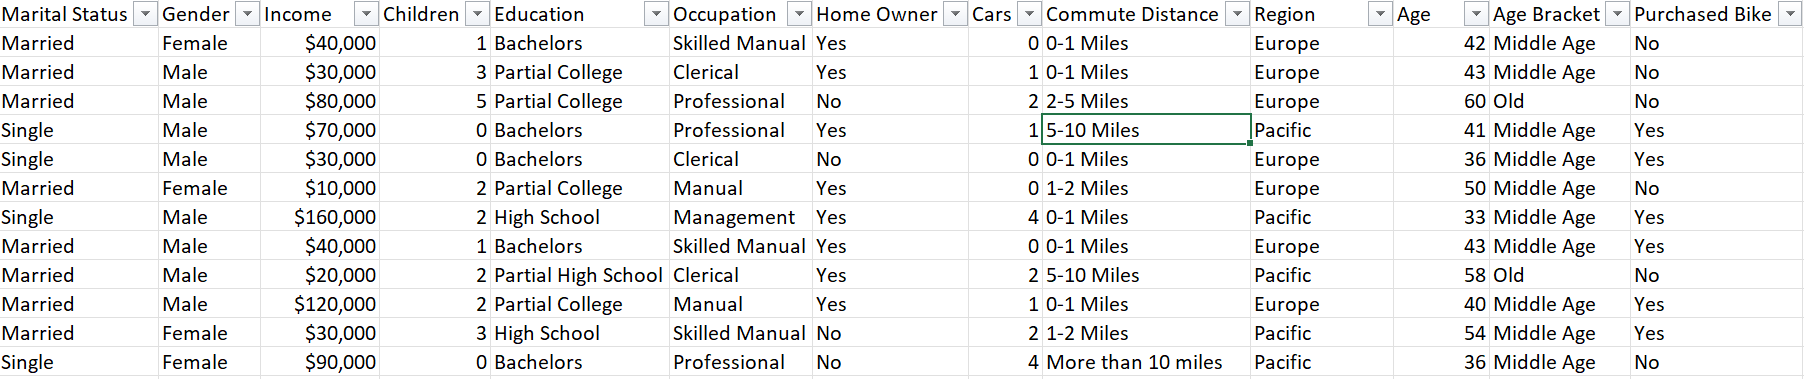 Marital Status Gender Income Children Education Occupation Home Owner Cars Commute Distance Region Age Age Bracket Purchased Bike
Married Female $40,000 1 Bachelors Skilled Manual Yes 0 0-1 Miles Europe 42 Middle Age No
Married Male $30,000 3 Partial College Clerical Yes 1 0-1 Miles Europe 43 Middle Age No
Married Male $80,000 5 Partial College Professional No 2 2-5 Miles Europe 60 Old No
Single Male $70,000 0 Bachelors Professional Yes 1 5-10 Miles Pacific 41 Middle Age Yes
Single Male $30,000 0 Bachelors Clerical No 0 0-1 Miles Europe 36 Middle Age Yes
Married Female $10,000 2 Partial College Manual Yes 0 1-2 Miles Europe 50 Middle Age No
Single Male $160,000 2 High School Management Yes 4 0-1 Miles Pacific 33 Middle Age Yes
Married Male $40,000 1 Bachelors Skilled Manual Yes 0 0-1 Miles Europe 43 Middle Age Yes
Married Male $20,000 2 Partial High School Clerical Yes 2 5-10 Miles Pacific 58 Old No
Married Male $120,000 2 Partial College Manual Yes 1 0-1 Miles Europe 40 Middle Age Yes
Married Female $30,000 3 High School Skilled Manual No 2 1-2 Miles Pacific 54 Middle Age Yes
Single Female $90,000 0 Bachelors Professional No 4 More than 10 miles Pacific 36 Middle Age No